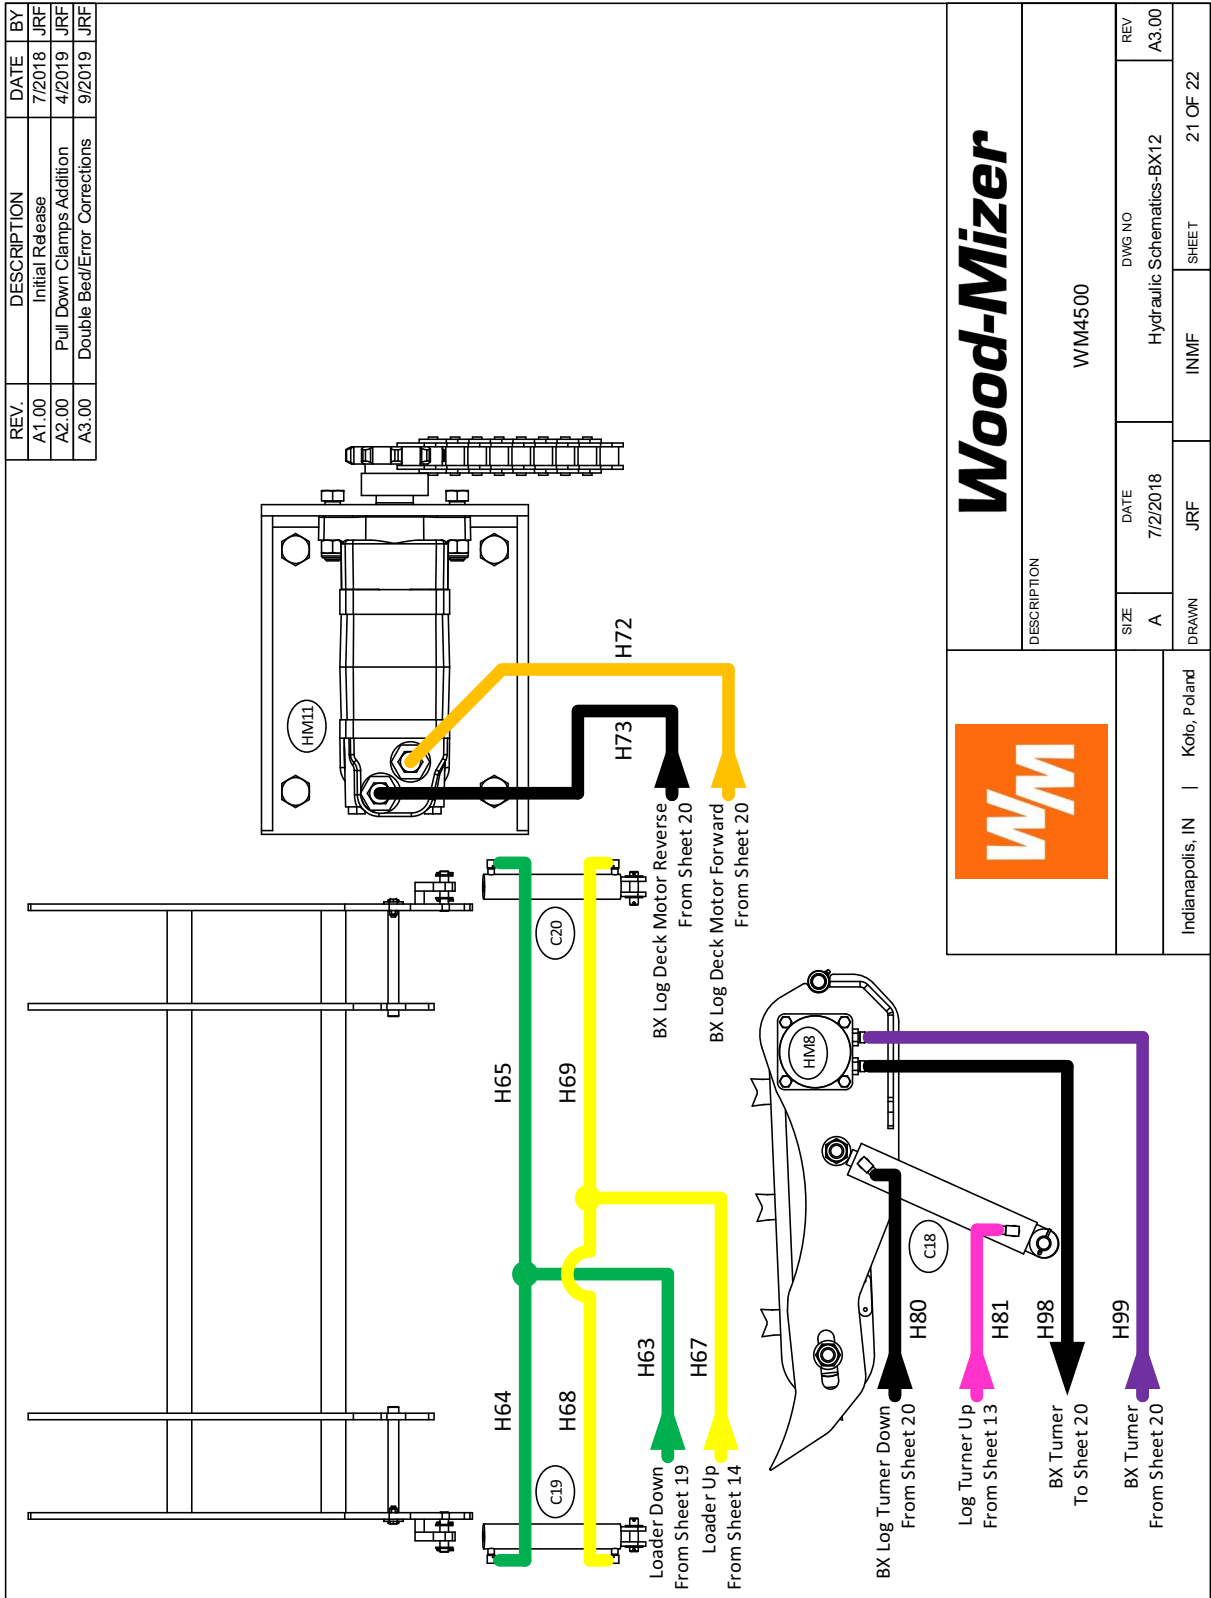 REV. DESCRIPTION DATE BY
A1.00 Initial Release 7/2018 JRF
A2.00 Pull Down Clamps Addition 4/2019 JRF
A3.00 Double Bed/Error Corrections 9/2019 JRF
HM11
H72
H73
BX Log Deck Motor Reverse
From Sheet 20
BX Log Deck Motor Forward
From Sheet 20
C19
C20
H64
H65
H68
H69
H63
H67
Loader Down
From Sheet 19
Loader Up
From Sheet 14
HM8
C18
H80
H81
H98
H99
BX Log Turner Down
From Sheet 20
Log Turner Up
From Sheet 13
BX Turner
To Sheet 20
BX Turner
From Sheet 20
WM
Indianapolis, IN | Koło, Poland
Wood-Mizer
DESCRIPTION
WM4500
SIZE DATE DWG NO REV
A 7/2/2018 Hydraulic Schematics-BX12 A3.00
DRAWN JRF INMF SHEET 21 OF 22